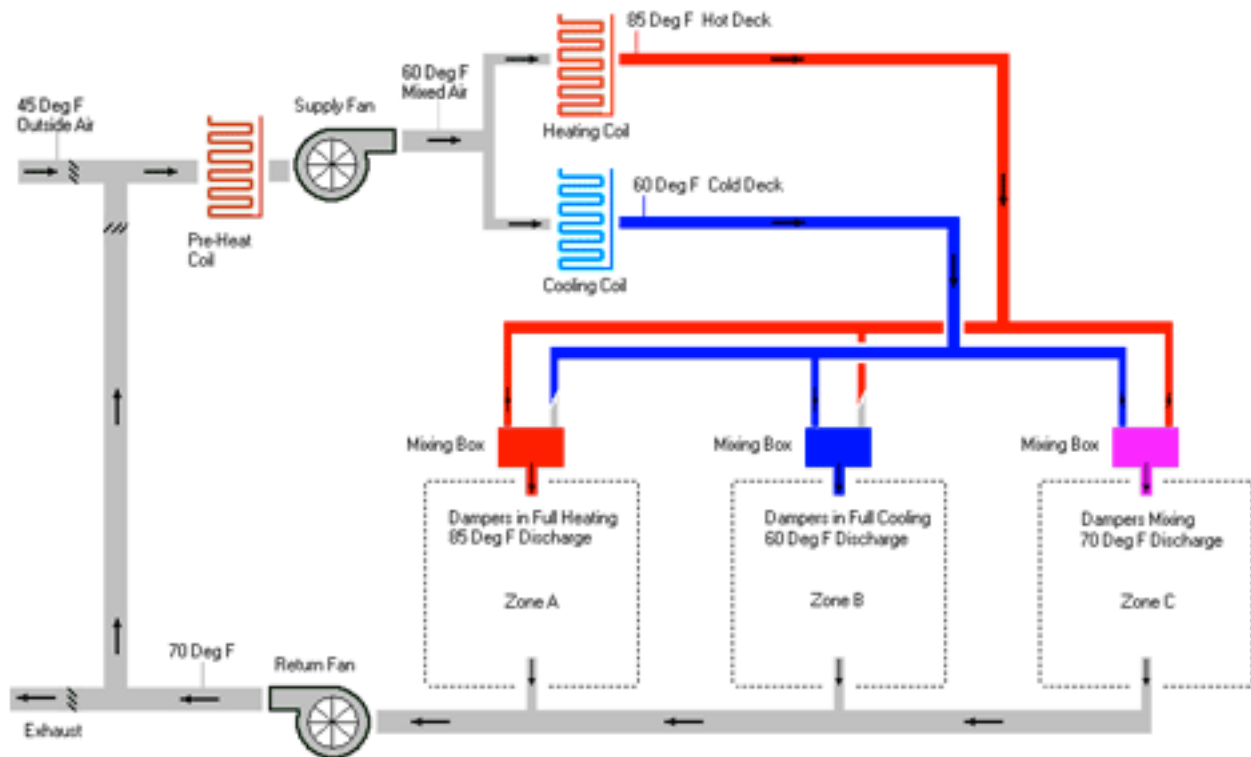 85 Deg F Hot Deck
60 Deg F
Mixed Air
45 Deg F
Outside Air
Supply Fan
Heating Coil
60 Deg F Cold Deck
Pre-Heat
Coil
Cooling Coil
Mixing Box
Mixing Box
Mixing Box
Dampers in Full Heating
85 Deg F Discharge
Dampers in Full Cooling
60 Deg F Discharge
Dampers Mixing
70 Deg F Discharge
Zone A
Zone B
Zone C
70 Deg F
Return Fan
Exhaust